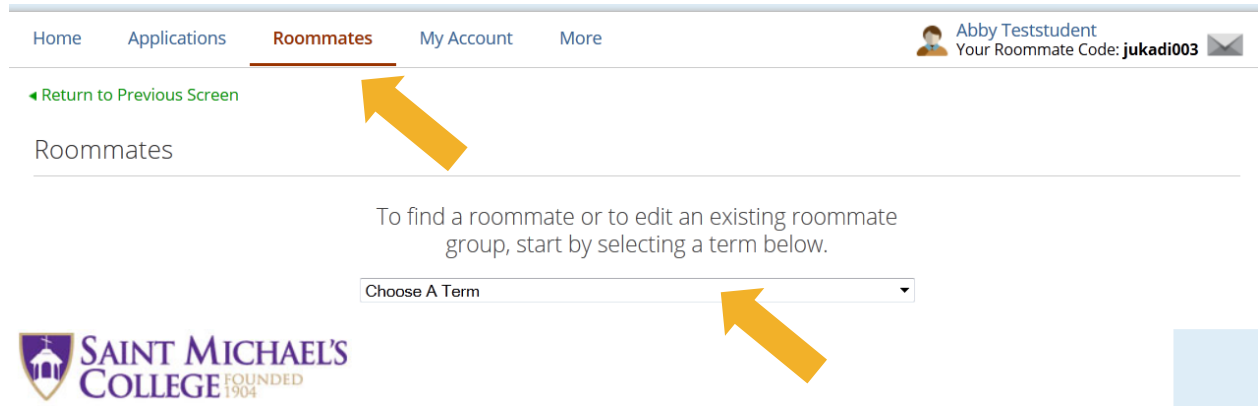 Home Applications Roommates My Account More
Abby Teststudent
Your Roommate Code: jukadi003
Return to Previous Screen
Roommates
To find a roommate or to edit an existing roommate
group, start by selecting a term below.
Choose A Term
SAINT MICHAEL'S
COLLEGE FOUNDED
1904